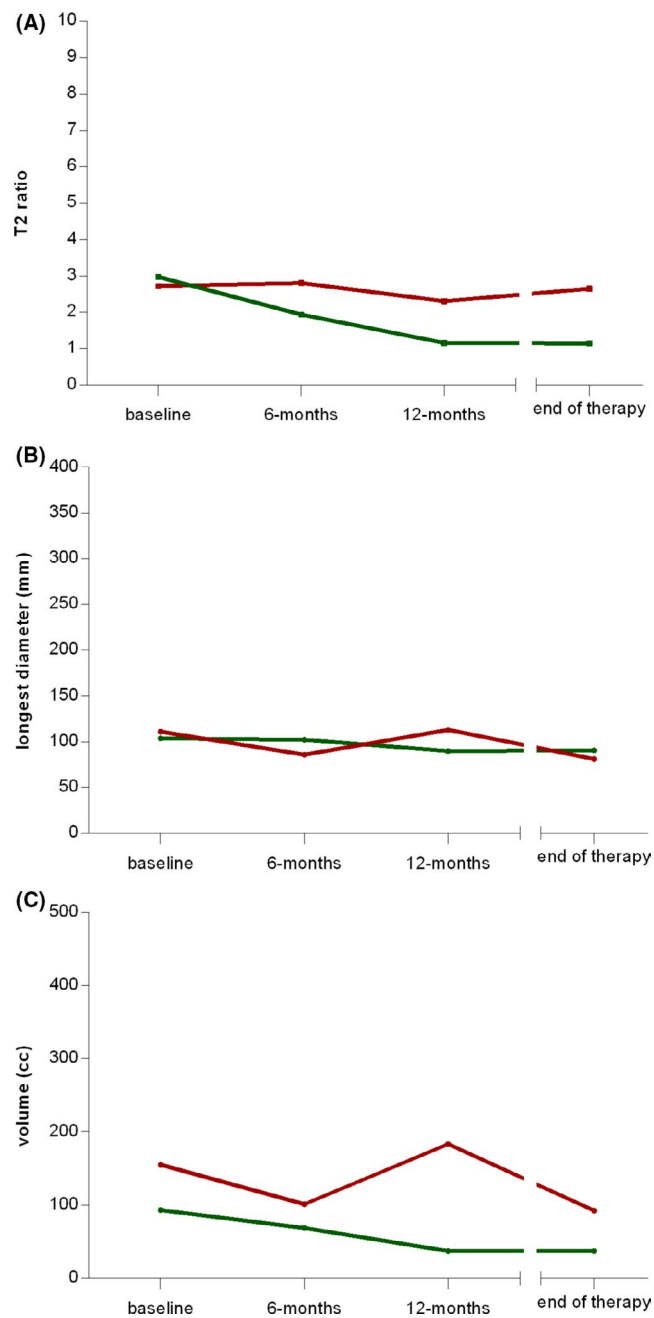 (A)
T2 ratio
10
9
8
7
6
5
4
3
2
1
0
baseline 6-months 12-months end of therapy
(B)
longest diameter (mm)
400
350
300
250
200
150
100
50
0
baseline 6-months 12-months end of therapy
(C)
volume (cc)
500
400
300
200
100
0
baseline 6-months 12-months end of therapy